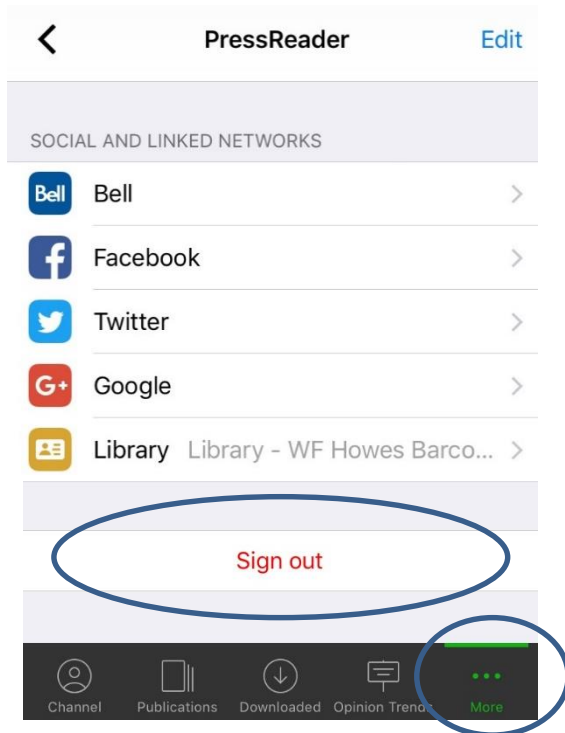 PressReader Edit
SOCIAL AND LINKED NETWORKS
Bell Bell
f Facebook
Twitter
G+ Google
Library Library - WF Howes Barco...
Sign out
Channel Publications Downloaded Opinion Trends More